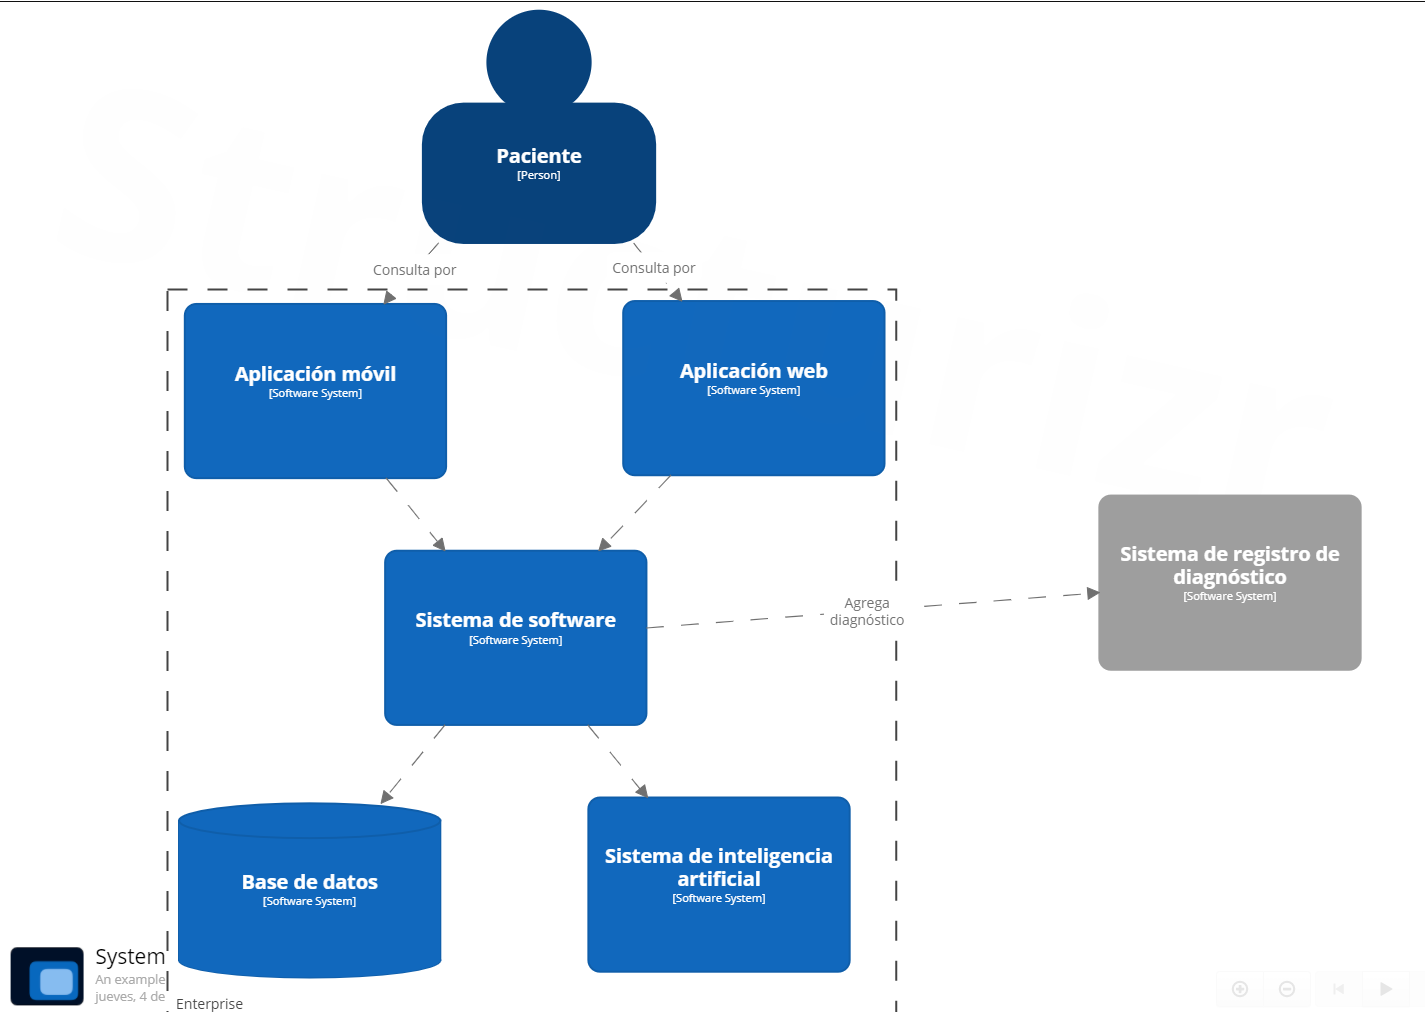 Paciente
[Person]
Consulta por
Consulta por
Aplicación móvil
[Software System]
Aplicación web
[Software System]
Sistema de software
[Software System]
Agrega
diagnóstico
Sistema de registro de
diagnóstico
[Software System]
Base de datos
[Software System]
Sistema de inteligencia
artificial
[Software System]
System
An example
jueves, 4 de
Enterprise
Structurizr